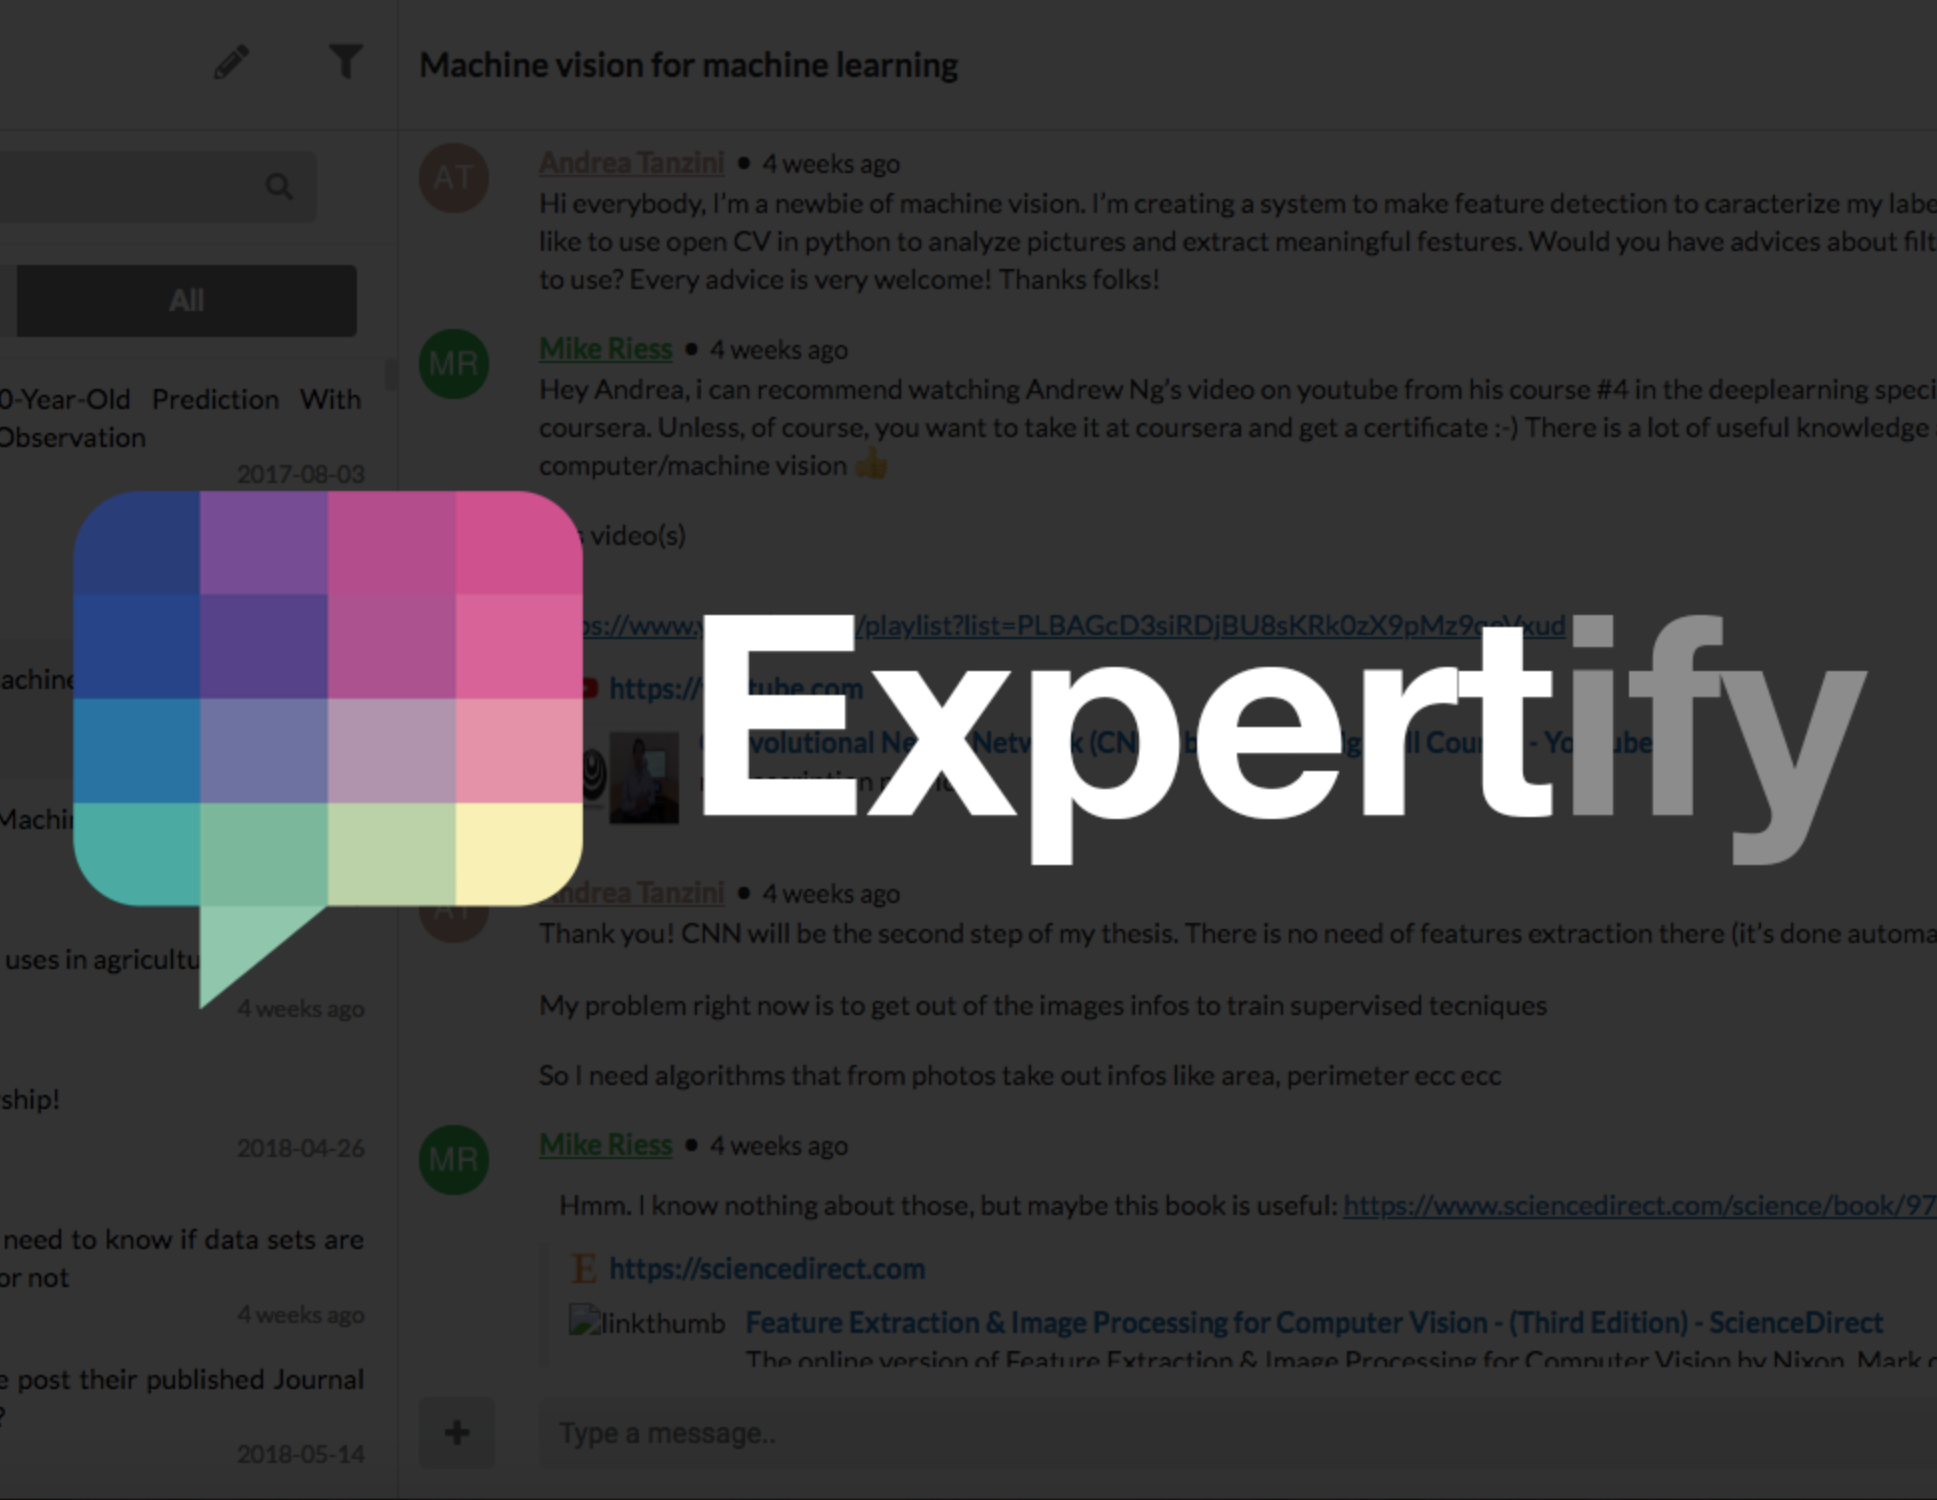 Machine vision for machine learning
All
0-Year-Old Prediction With
Observation
2017-08-03
achine
Machi
uses in agricultu
4 weeks ago
ship!
2018-04-26
need to know if data sets are
or not
4 weeks ago
e post their published Journal
?
2018-05-14
AT
Andrea Tanzini • 4 weeks ago
Hi everybody, I'm a newbie of machine vision. I'm creating a system to make feature detection to caracterize my labe
like to use open CV in python to analyze pictures and extract meaningful festures. Would you have advices about filt
to use? Every advice is very welcome! Thanks folks!
MR
Mike Riess • 4 weeks ago
Hey Andrea, i can recommend watching Andrew Ng's video on youtube from his course #4 in the deeplearning speci
coursera. Unless, of course, you want to take it at coursera and get a certificate :-) There is a lot of useful knowledge
computer/machine vision 👍
video(s)
ps://www.y /playlist?list=PLBAGcD3siRDjBU8sKRk0zX9pMz9 xud
https:// tube.com
volutional Ne Netw k (CN b g ll Cou - Yo ube
Expertify
AT
Andrea Tanzini • 4 weeks ago
Thank you! CNN will be the second step of my thesis. There is no need of features extraction there (it's done automa
My problem right now is to get out of the images infos to train supervised tecniques
So I need algorithms that from photos take out infos like area, perimeter ecc ecc
MR
Mike Riess • 4 weeks ago
Hmm. I know nothing about those, but maybe this book is useful: https://www.sciencedirect.com/science/book/97
E https://sciencedirect.com
linkthumb
Feature Extraction & Image Processing for Computer Vision - (Third Edition) - ScienceDirect
The online version of Feature Extraction & Image Processing for Computer Vision by Nixon, Mark
+
Type a message..